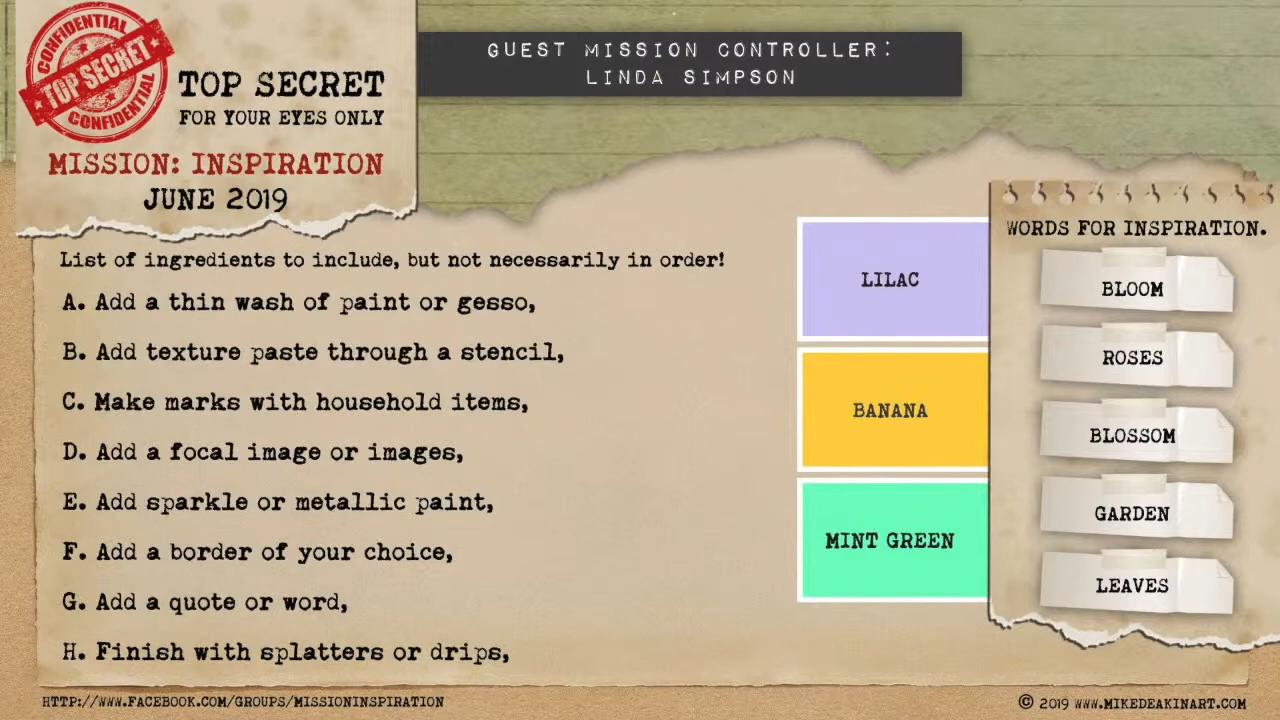 CONFIDENTIAL
TOP SECRET
CONFIDENTIAL
TOP SECRET
FOR YOUR EYES ONLY
MISSION: INSPIRATION
JUNE 2019
GUEST MISSION CONTROLLER:
LINDA SIMPSON
List of ingredients to include, but not necessarily in order!
A. Add a thin wash of paint or gesso,
B. Add texture paste through a stencil,
C. Make marks with household items,
D. Add a focal image or images,
E. Add sparkle or metallic paint,
F. Add a border of your choice,
G. Add a quote or word,
H. Finish with splatters or drips,
LILAC
BANANA
MINT GREEN
WORDS FOR INSPIRATION.
BLOOM
ROSES
BLOSSOM
GARDEN
LEAVES
HTTP://WWW.FACEBOOK.COM/GROUPS/MISSIONINSPIRATION
© 2019 WWW.MIKEDEAKINART.COM